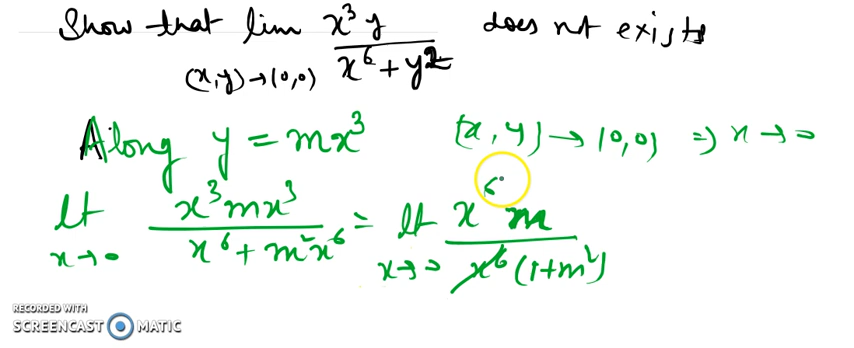 Show that lim x³y / x⁶+y² does not exists
(x,y)→(0,0)
Along y = mx³ (x,y)→(0,0) ⇒ x→0
lt x³mx³ / x⁶+m²x⁶ = lt x⁶m / x⁶(1+m²)
x→0 x→0
RECORDED WITH
SCREENCAST MATIC